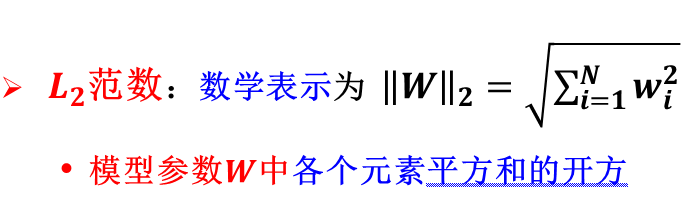 ➢ L₂范数：数学表示为 ‖W‖₂ = √(∑ᵢ₌₁ᴺ wᵢ²)
• 模型参数W中各个元素平方和的开方